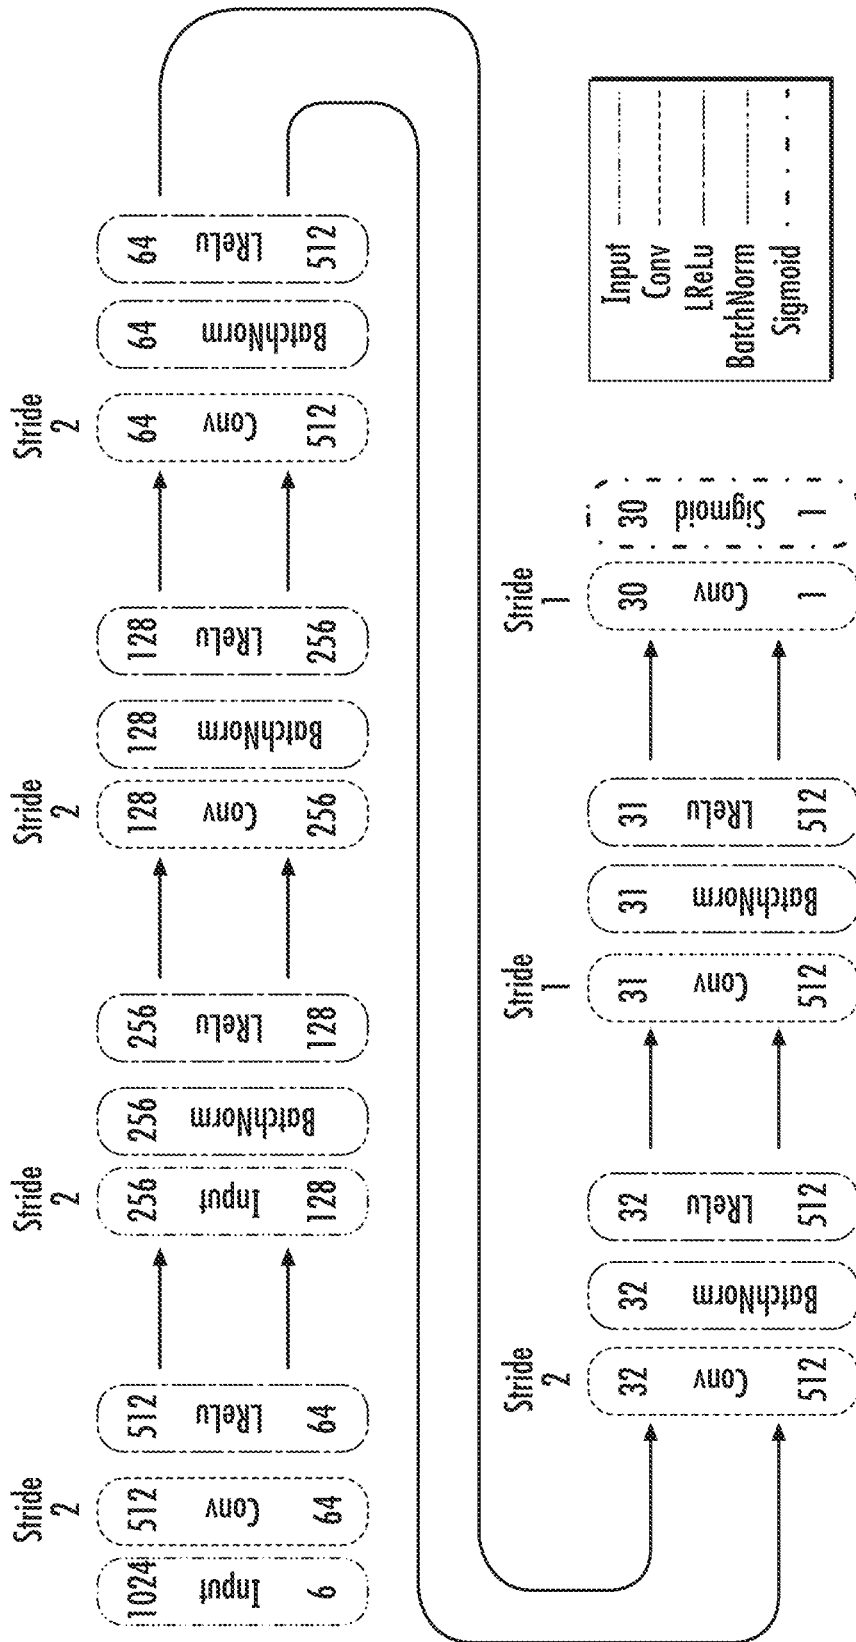 Stride
2
1024
Input
6
512
Conv
64
512
LReLu
64
Stride
2
256
Input
128
256
BatchNorm
256
LReLu
128
Stride
2
128
Conv
256
128
BatchNorm
128
LReLu
256
Stride
2
64
Conv
512
64
BatchNorm
64
LReLu
512
Stride
2
32
Conv
512
32
BatchNorm
32
LReLu
512
Stride
1
31
Conv
512
31
BatchNorm
31
LReLu
512
Stride
1
30
Conv
1
30
Sigmoid
1
Input
Conv
LReLu
BatchNorm
Sigmoid